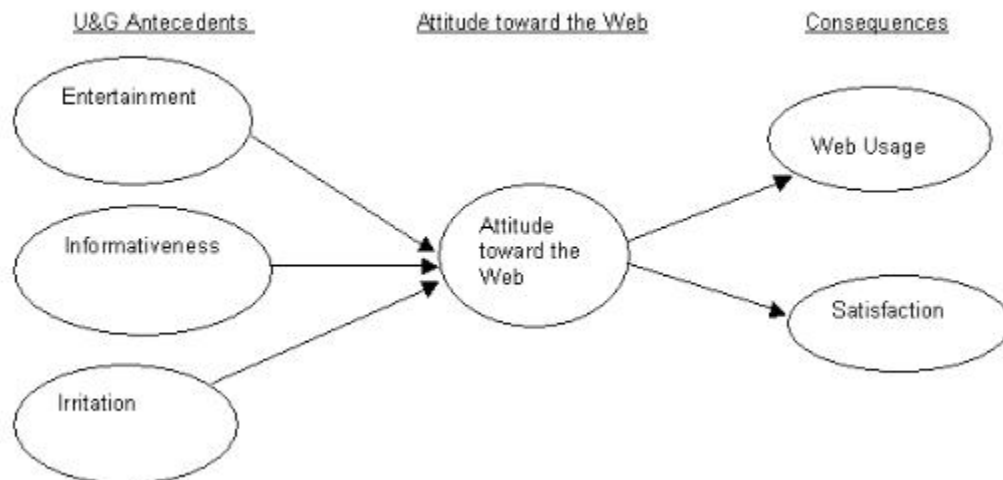 U&G Antecedents
Attitude toward the Web
Consequences
Entertainment
Informativeness
Irritation
Attitude
toward the
Web
Web Usage
Satisfaction